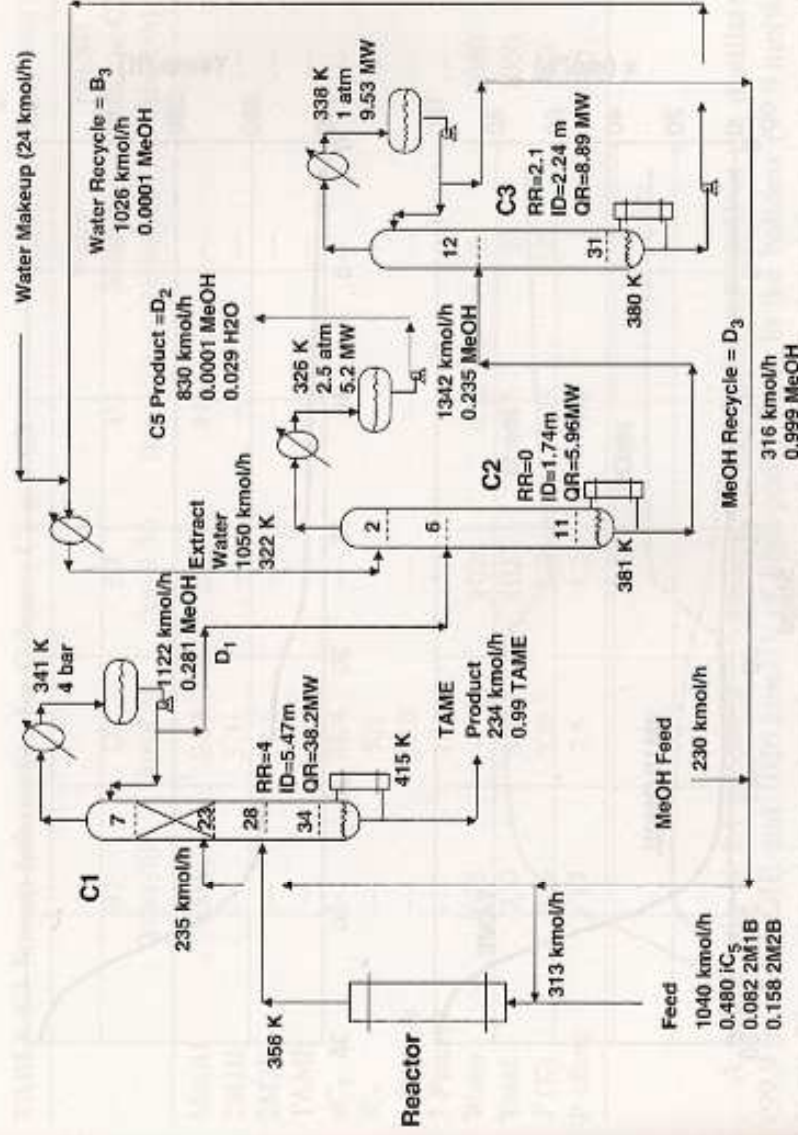 Water Makeup (24 kmol/h)
Water Recycle = B3
1026 kmol/h
0.0001 MeOH
C5 Product =D2
830 kmol/h
0.0001 MeOH
0.029 H2O
338 K
1 atm
9.53 MW
326 K
2.5 atm
5.2 MW
341 K
4 bar
1122 kmol/h
0.281 MeOH
D1
Extract
Water
1050 kmol/h
322 K
C1
7
23
28
34
RR=4
ID=5.47m
QR=38.2MW
415 K
235 kmol/h
TAME
Product
234 kmol/h
0.99 TAME
2
6
11
C2
RR=0
ID=1.74m
QR=5.96MW
381 K
1342 kmol/h
0.235 MeOH
12
31
C3
RR=2.1
ID=2.24 m
QR=8.89 MW
380 K
356 K
Reactor
313 kmol/h
MeOH Feed
230 kmol/h
MeOH Recycle = D3
316 kmol/h
0.999 MeOH
Feed
1040 kmol/h
0.480 iC5
0.082 2M1B
0.158 2M2B